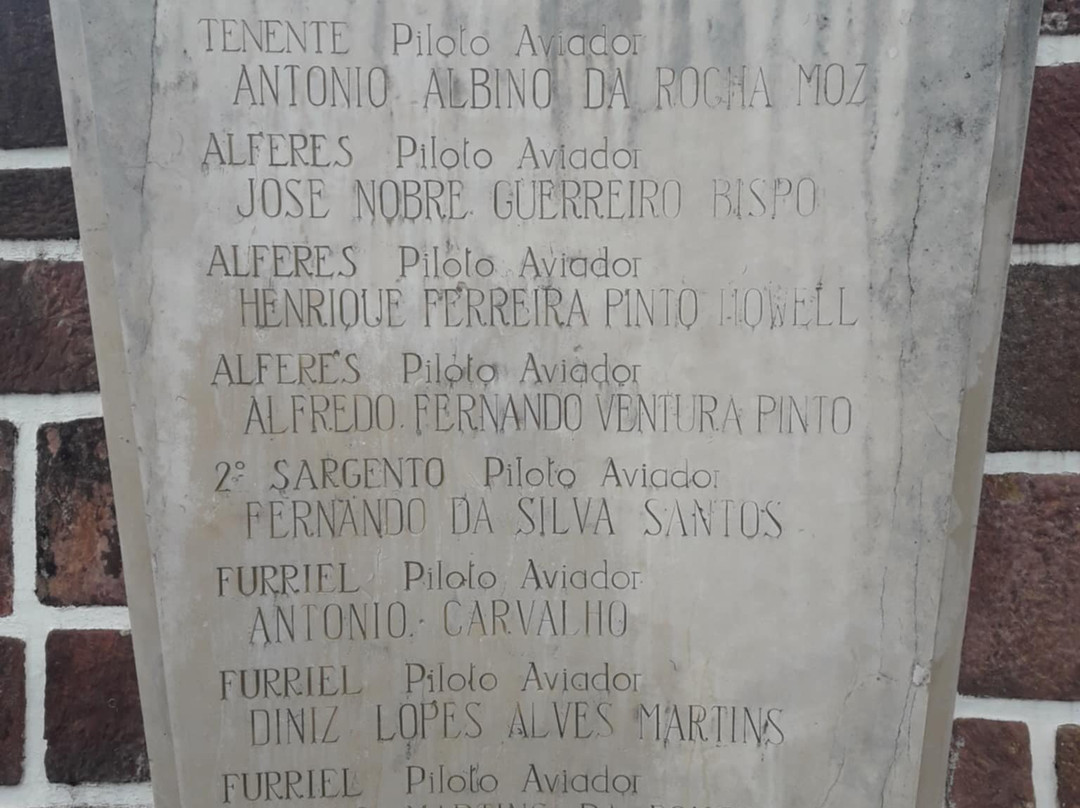 TENENTE Piloto Aviador
ANTONIO ALBINO DA ROCHA MOZ
ALFERES Piloto Aviador
JOSE NOBRE GUERREIRO BISPO
ALFERES Piloto Aviador
HENRIQUE FERREIRA PINTO HOWELL
ALFERES Piloto Aviador
ALFREDO FERNANDO VENTURA PINTO
2º SARGENTO Piloto Aviador
FERNANDO DA SILVA SANTOS
FURRIEL Piloto Aviador
ANTONIO CARVALHO
FURRIEL Piloto Aviador
DINIZ LOPES ALVES MARTINS
FURRIEL Piloto Aviador
MARTINS DA